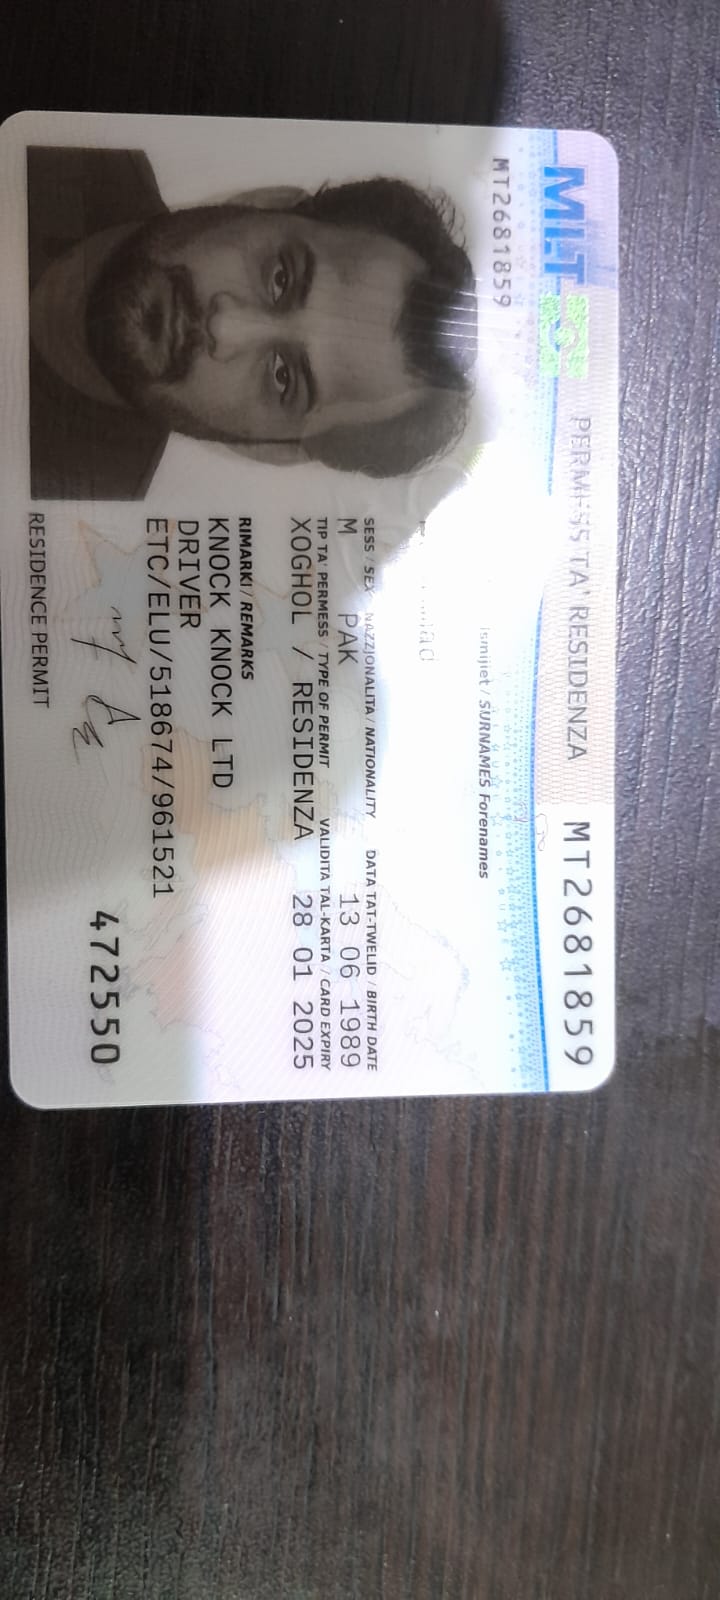 MLT
PERMESS TA' RESIDENZA
MT2681859
MT2681859
Ismijiet / SURNAMES Forenames
SESS / SEX
NAZZJONALITA / NATIONALITY
DATA TAT-TWELID / BIRTH DATE
M
PAK
13 06 1989
TIP TA' PERMESS / TYPE OF PERMIT
VALIDITA TAL-KARTA / CARD EXPIRY
XOGHOL / RESIDENZA
28 01 2025
RIMARKI / REMARKS
KNOCK KNOCK LTD
DRIVER
ETC/ELU/518674/961521
472550
RESIDENCE PERMIT